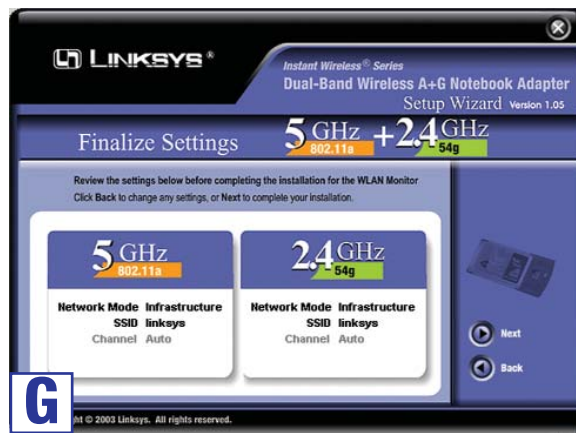 LINKSYS®
Instant Wireless® Series
Dual-Band Wireless A+G Notebook Adapter
Setup Wizard Version 1.05
Finalize Settings
5 GHz 802.11a + 2.4 GHz 54g
Review the settings below before completing the installation for the WLAN Monitor
Click Back to change any settings, or Next to complete your installation.
5 GHz
802.11a
Network Mode Infrastructure
SSID linksys
Channel Auto
2.4 GHz
54g
Network Mode Infrastructure
SSID linksys
Channel Auto
Next
Back
G
© 2003 Linksys. All rights reserved.